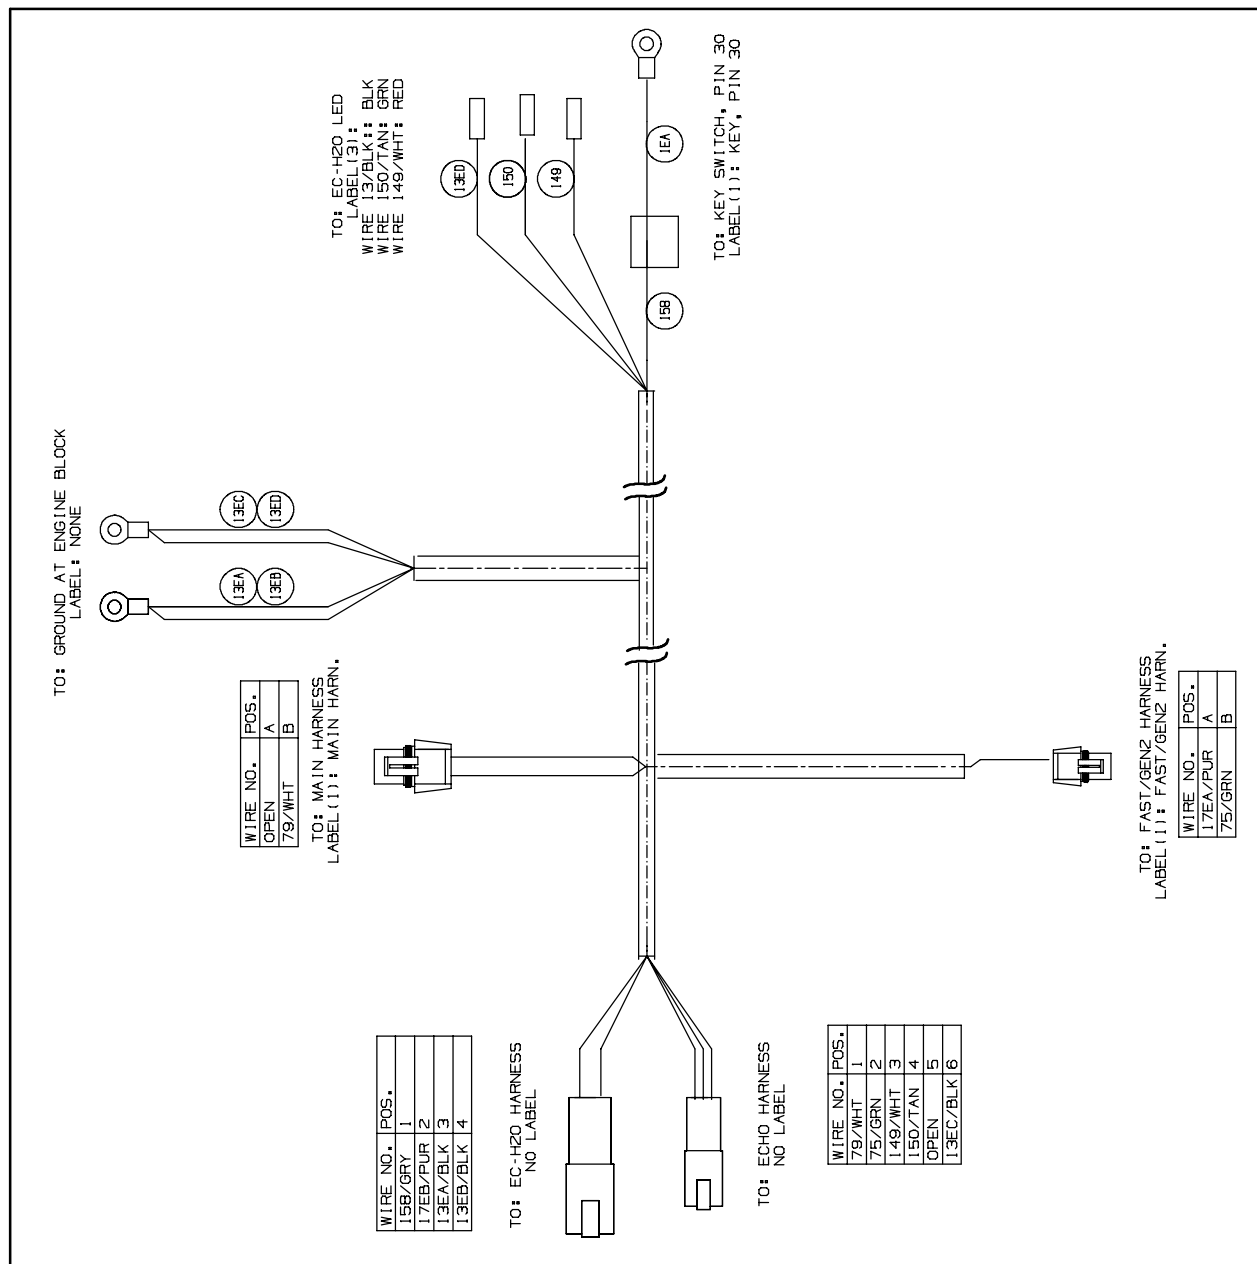 TO: GROUND AT ENGINE BLOCK
LABEL: NONE
13EC
13ED
13EA
13EB
TO: EC-H2O LED
LABEL(3):
WIRE 13/BLK:: BLK
WIRE 150/TAN: GRN
WIRE 149/WHT: RED
13ED
150
149
1EA
158
TO: KEY SWITCH, PIN 30
LABEL(1): KEY, PIN 30
WIRE NO. POS.
OPEN A
79/WHT B
TO: MAIN HARNESS
LABEL(1): MAIN HARN.
TO: FAST/GEN2 HARNESS
LABEL(1): FAST/GEN2 HARN.
WIRE NO. POS.
17EA/PUR A
75/GRN B
WIRE NO. POS.
158/GRY 1
17EB/PUR 2
13EA/BLK 3
13EB/BLK 4
TO: EC-H2O HARNESS
NO LABEL
TO: ECHO HARNESS
NO LABEL
WIRE NO. POS.
79/WHT 1
75/GRN 2
149/WHT 3
150/TAN 4
OPEN 5
13EC/BLK 6